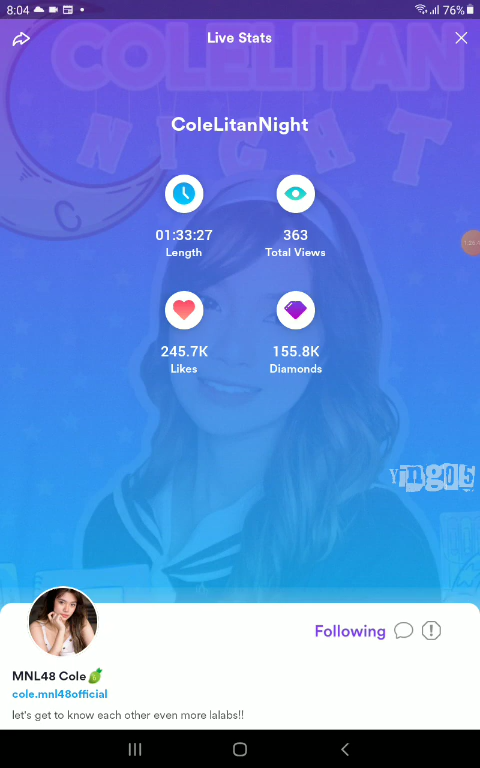 8:04
76%
Live Stats
COLELITAN
NIGHT
ColeLitanNight
01:33:27
Length
363
Total Views
245.7K
Likes
155.8K
Diamonds
Yngo5
Following
MNL48 Cole
cole.mnl48official
let's get to know each other even more lalabs!!